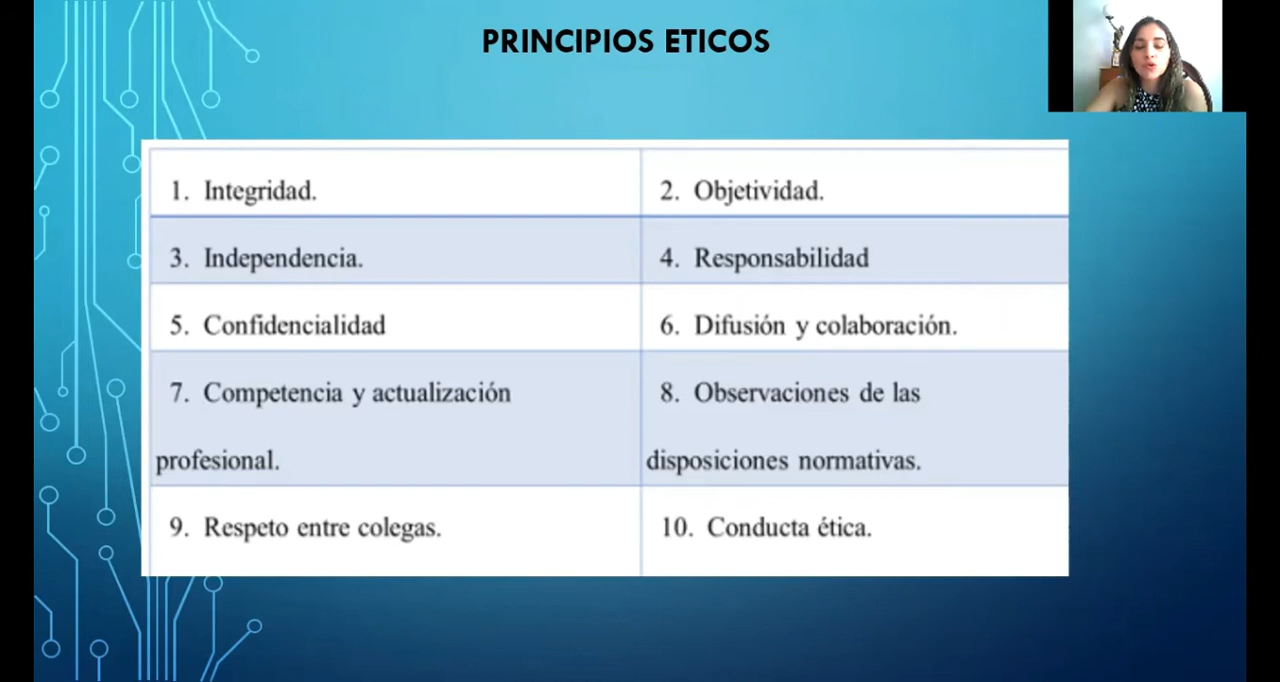 PRINCIPIOS ETICOS
1. Integridad.
2. Objetividad.
3. Independencia.
4. Responsabilidad
5. Confidencialidad
6. Difusión y colaboración.
7. Competencia y actualización
profesional.
8. Observaciones de las
disposiciones normativas.
9. Respeto entre colegas.
10. Conducta ética.